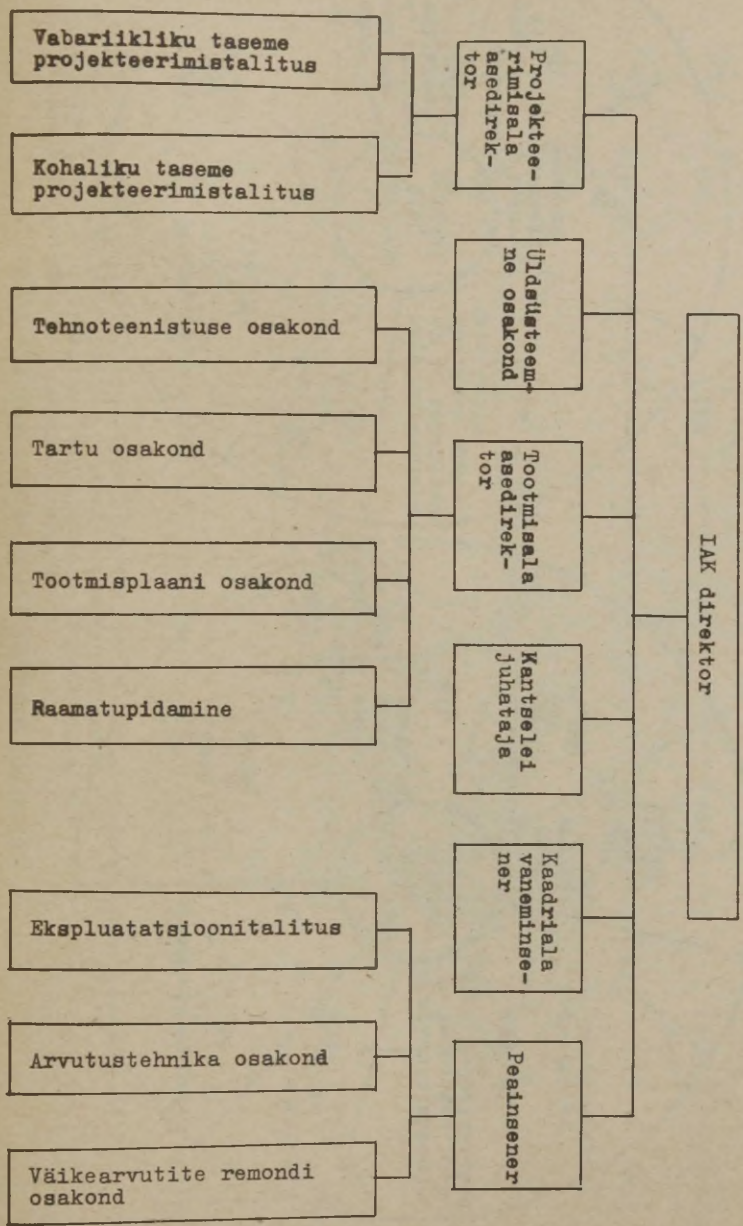 IAK direktor
Projektee-
rimisala
asedirek-
tor
Üldsüsteem-
ne osakond
Tootmisala
asedirek-
tor
Kantselei
juhataja
Kaadriala
vaneminse-
ner
Peainsener
Vabariikliku taseme
projekteerimistalitus
Kohaliku taseme
projekteerimistalitus
Tehnoteenistuse osakond
Tartu osakond
Tootmisplaani osakond
Raamatupidamine
Ekspluatatsioonitalitus
Arvutustehnika osakond
Väikearvutite remondi
osakond